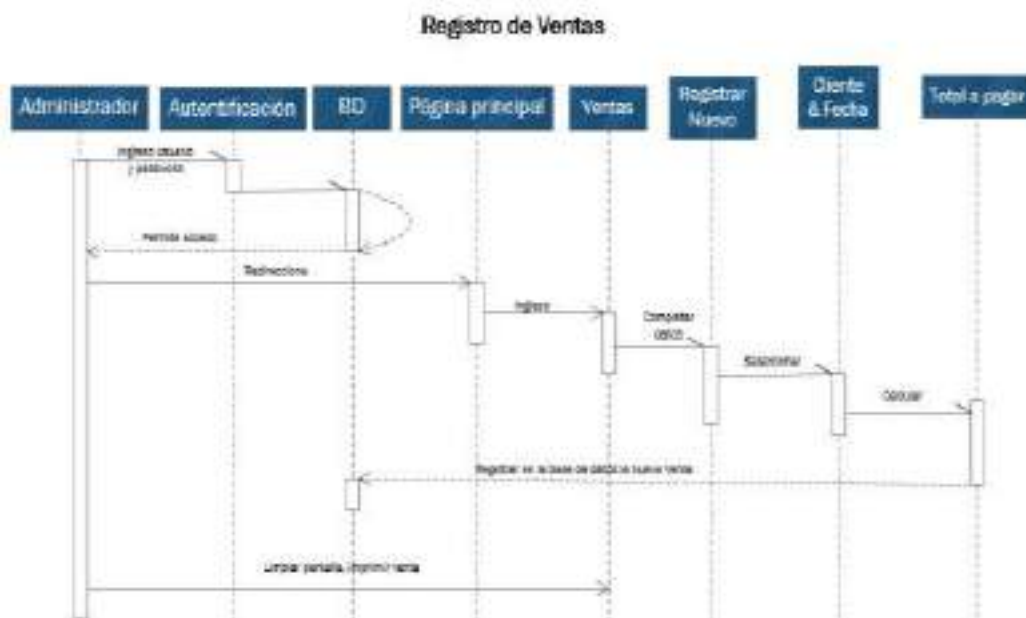 Registro de Ventas
Administrador
Autentificación
BD
Página principal
Ventas
Registrar
Nuevo
Cliente
& Fecha
Total a pagar
Ingreso usuario
y password
Permite acceso
Redirecciona
Ingreso
Completar
datos
Seleccionar
Calcular
Registrar en la base de datos la nueva venta
Limpiar pantalla, imprimir venta